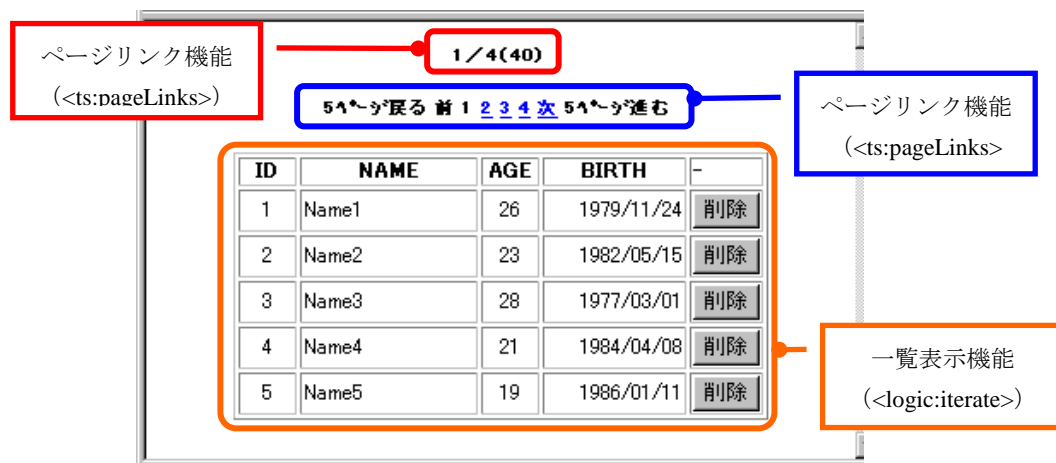 ページリンク機能
（<ts:pageLinks>）
1／4(40)
5ﾍﾟｰｼﾞ戻る 前 1 2 3 4 次 5ﾍﾟｰｼﾞ進む
ページリンク機能
（<ts:pageLinks>
ID NAME AGE BIRTH -
1 Name1 26 1979/11/24 削除
2 Name2 23 1982/05/15 削除
3 Name3 28 1977/03/01 削除
4 Name4 21 1984/04/08 削除
5 Name5 19 1986/01/11 削除
一覧表示機能
（<logic:iterate>）